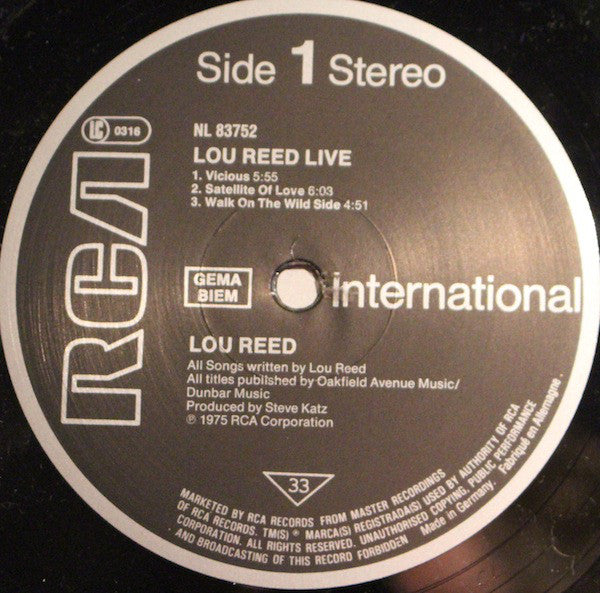 Side 1 Stereo
LC 0316
NL 83752
LOU REED LIVE
1. Vicious 5:55
2. Satellite Of Love 6:03
3. Walk On The Wild Side 4:51
RCA
GEMA
BIEM
International
LOU REED
All Songs written by Lou Reed
All titles published by Oakfield Avenue Music/
Dunbar Music
Produced by Steve Katz
℗ 1975 RCA Corporation
33
MARKETED BY RCA RECORDS FROM MASTER RECORDINGS
OF RCA RECORDS. TM(S) ® MARCA(S) REGISTRADA(S) USED BY AUTHORITY OF RCA
CORPORATION. ALL RIGHTS RESERVED. UNAUTHORISED COPYING, PUBLIC PERFORMANCE
AND BROADCASTING OF THIS RECORD FORBIDDEN
Made in Germany. Fabriqué en Allemagne.